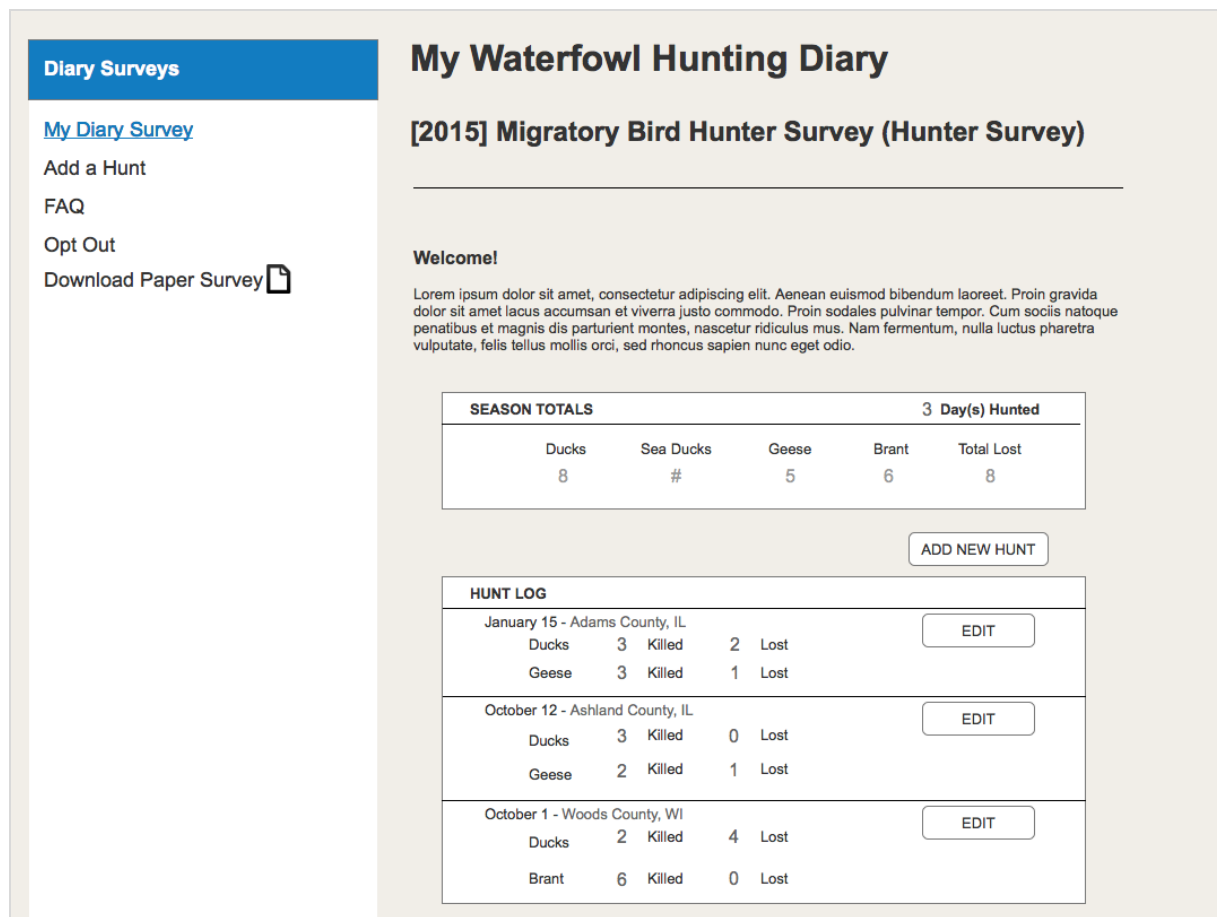 Diary Surveys
My Diary Survey
Add a Hunt
FAQ
Opt Out
Download Paper Survey
My Waterfowl Hunting Diary
[2015] Migratory Bird Hunter Survey (Hunter Survey)
Welcome!
Lorem ipsum dolor sit amet, consectetur adipiscing elit. Aenean euismod bibendum laoreet. Proin gravida
dolor sit amet lacus accumsan et viverra justo commodo. Proin sodales pulvinar tempor. Cum sociis natoque
penatibus et magnis dis parturient montes, nascetur ridiculus mus. Nam fermentum, nulla luctus pharetra
vulputate, felis tellus mollis orci, sed rhoncus sapien nunc eget odio.
SEASON TOTALS 3 Day(s) Hunted
Ducks Sea Ducks Geese Brant Total Lost
8 # 5 6 8
ADD NEW HUNT
HUNT LOG
January 15 - Adams County, IL EDIT
Ducks 3 Killed 2 Lost
Geese 3 Killed 1 Lost
October 12 - Ashland County, IL EDIT
Ducks 3 Killed 0 Lost
Geese 2 Killed 1 Lost
October 1 - Woods County, WI EDIT
Ducks 2 Killed 4 Lost
Brant 6 Killed 0 Lost